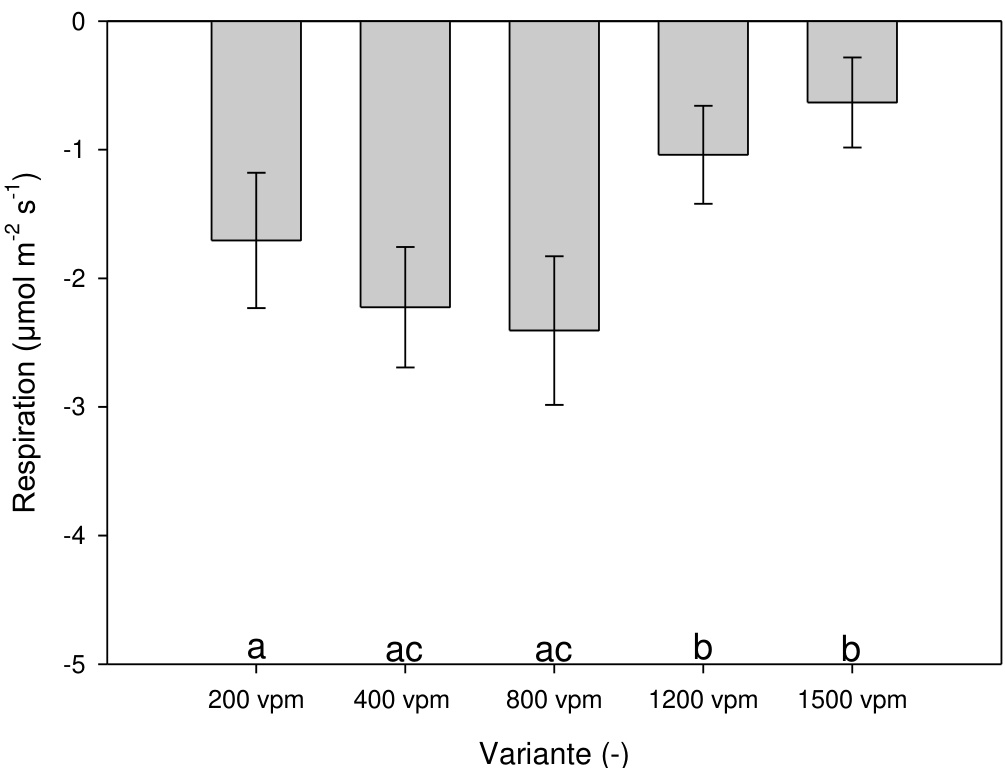 Respiration (µmol m-2 s-1)
0
-1
-2
-3
-4
-5
a ac ac b b
200 vpm 400 vpm 800 vpm 1200 vpm 1500 vpm
Variante (-)